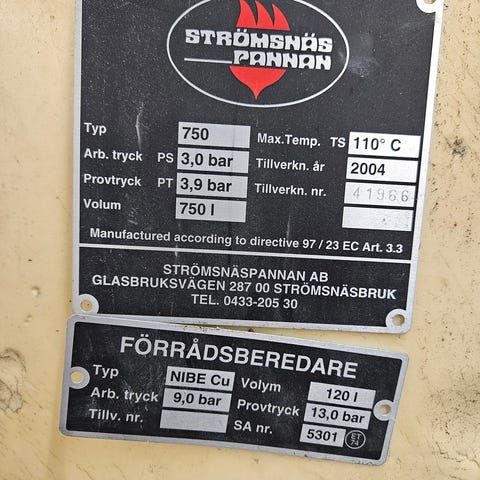 STRÖMSNÄS
PANNAN
Typ 750 Max.Temp. TS 110° C
Arb. tryck PS 3,0 bar Tillverkn. år 2004
Provtryck PT 3,9 bar Tillverkn. nr. 41966
Volum 750 l
Manufactured according to directive 97 / 23 EC Art. 3.3
STRÖMSNÄSPANNAN AB
GLASBRUKSVÄGEN 287 00 STRÖMSNÄSBRUK
TEL. 0433-205 30
FÖRRÅDSBEREDARE
Typ NIBE Cu Volym 120 l
Arb. tryck 9,0 bar Provtryck 13,0 bar
Tillv. nr. SA nr. 5301 ET 74